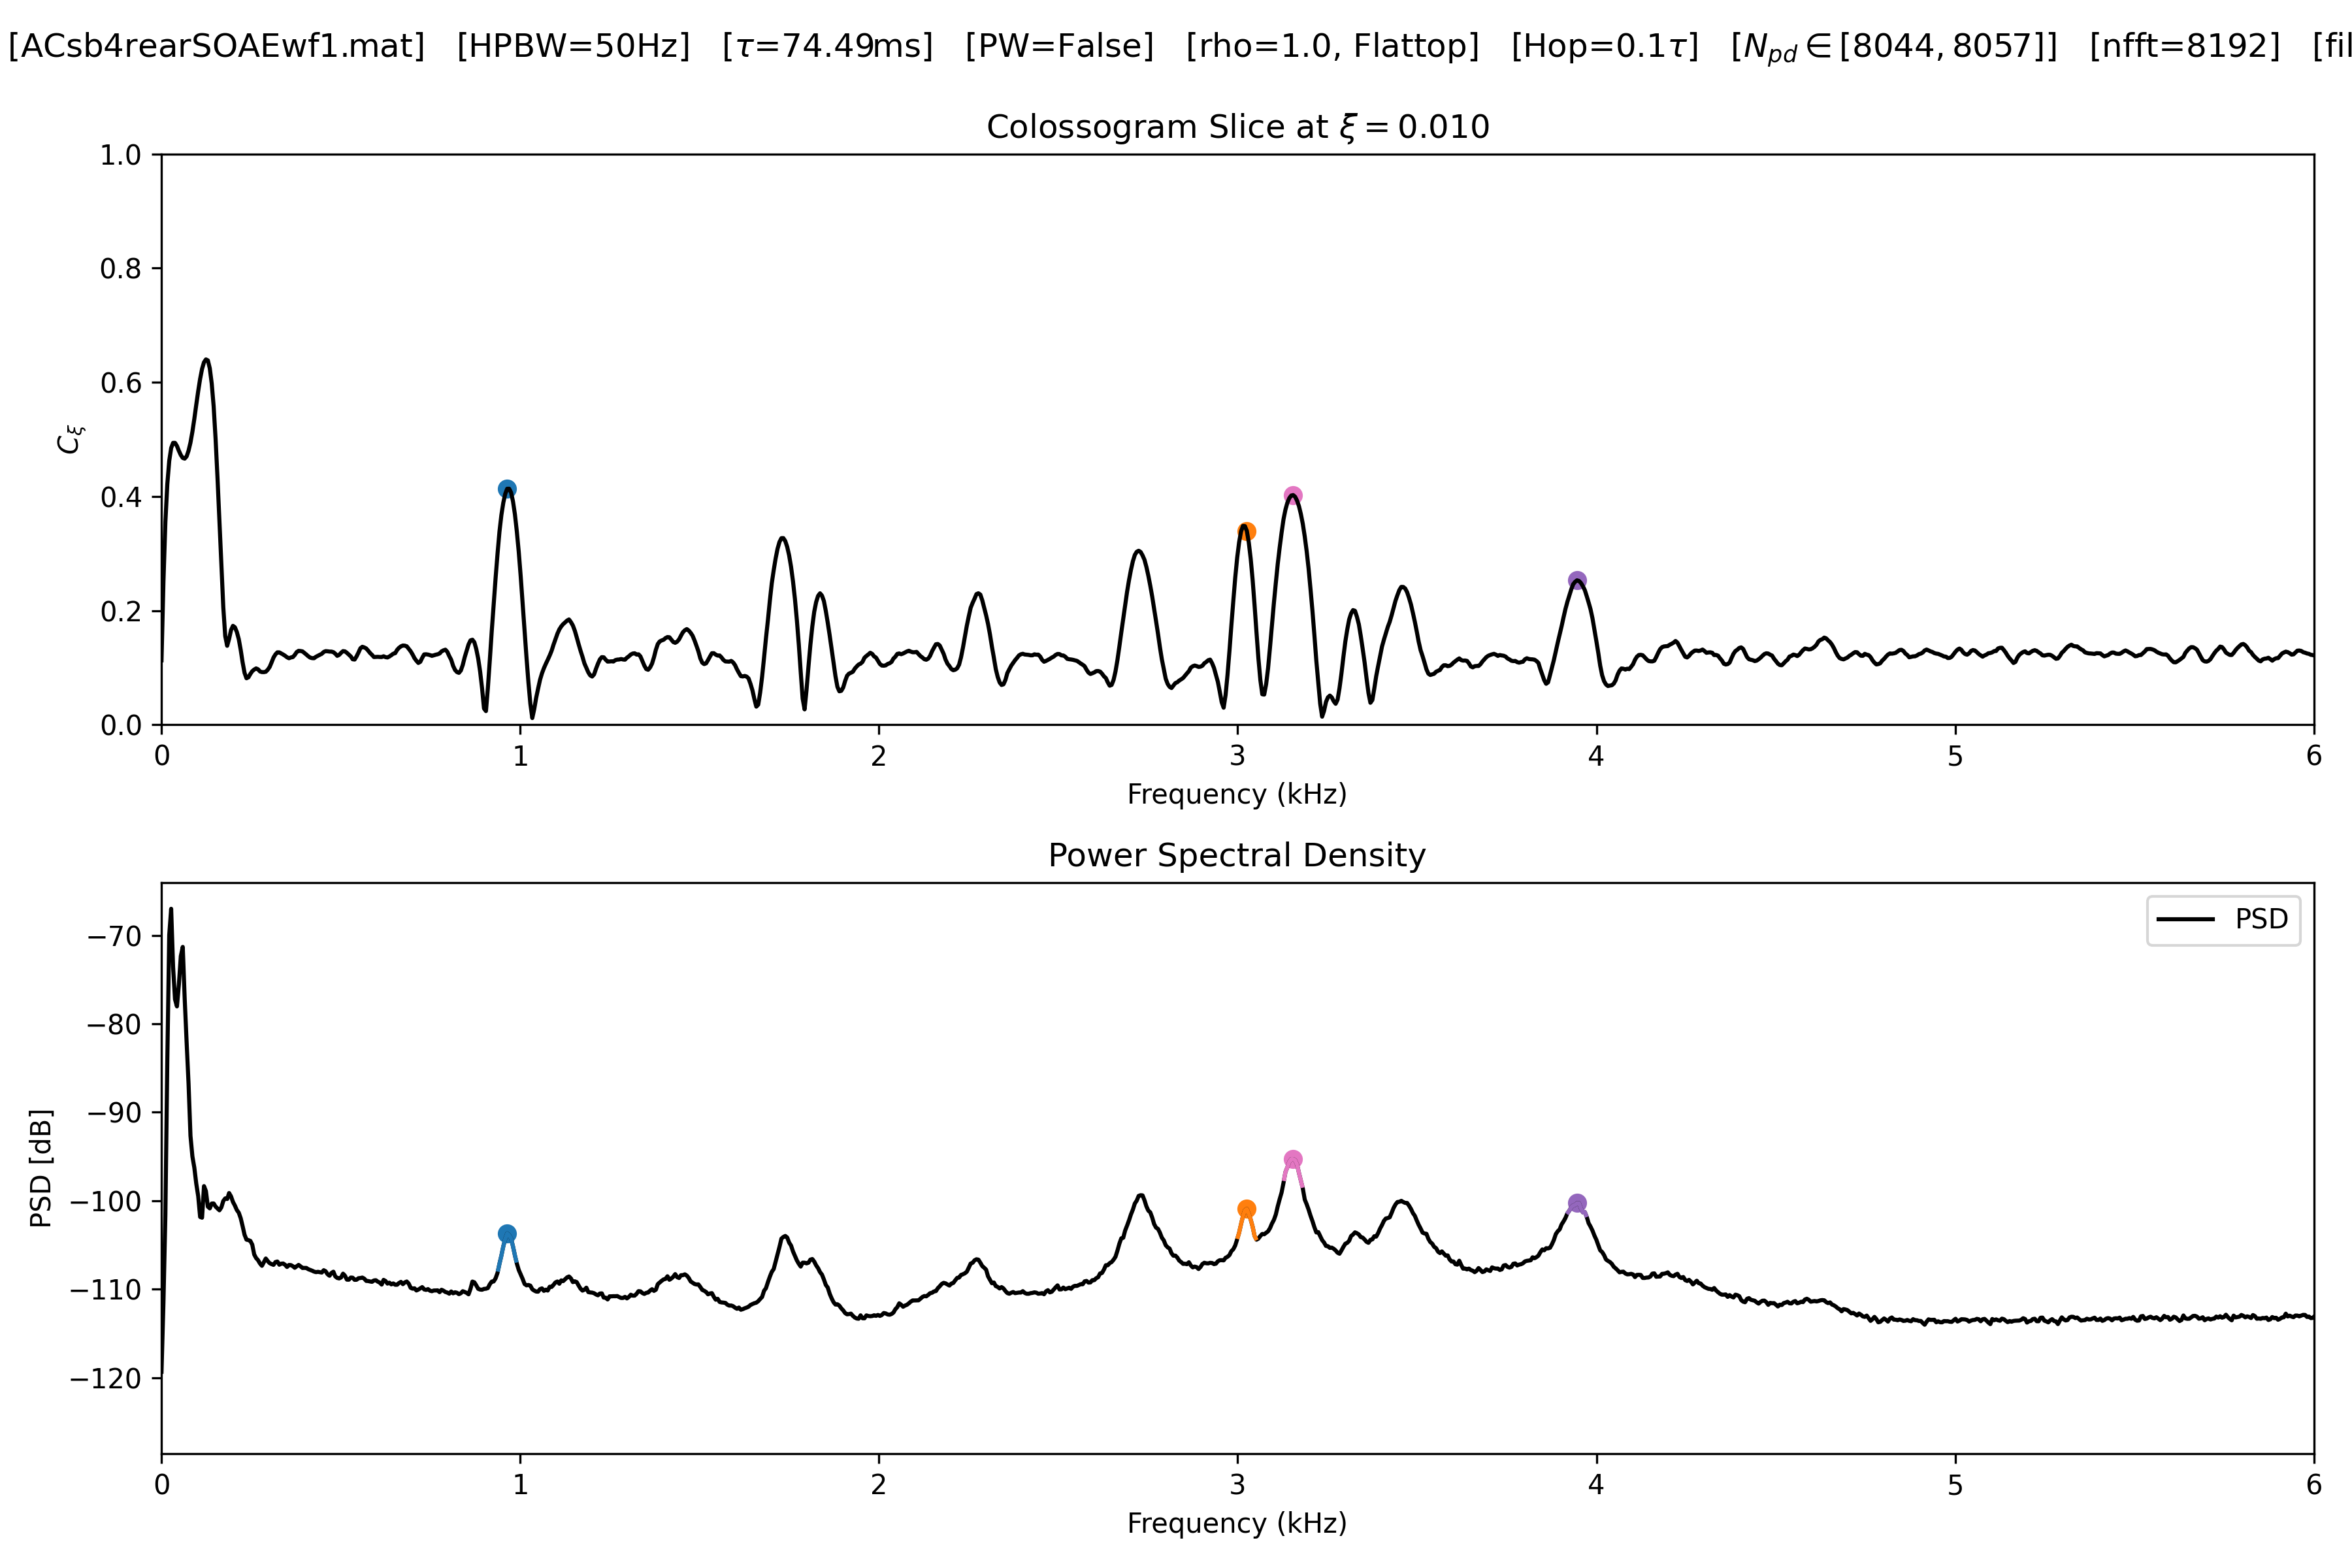 [ACsb4rearSOAEwf1.mat] [HPBW=50Hz] [τ=74.49ms] [PW=False] [rho=1.0, Flattop] [Hop=0.1τ] [N_pd ∈ [8044, 8057]] [nfft=8192] [fil
Colossogram Slice at ξ = 0.010
1.0
0.8
0.6
0.4
0.2
0.0
C_ξ
0 1 2 3 4 5 6
Frequency (kHz)
Power Spectral Density
PSD
−70
−80
−90
−100
−110
−120
PSD [dB]
0 1 2 3 4 5 6
Frequency (kHz)